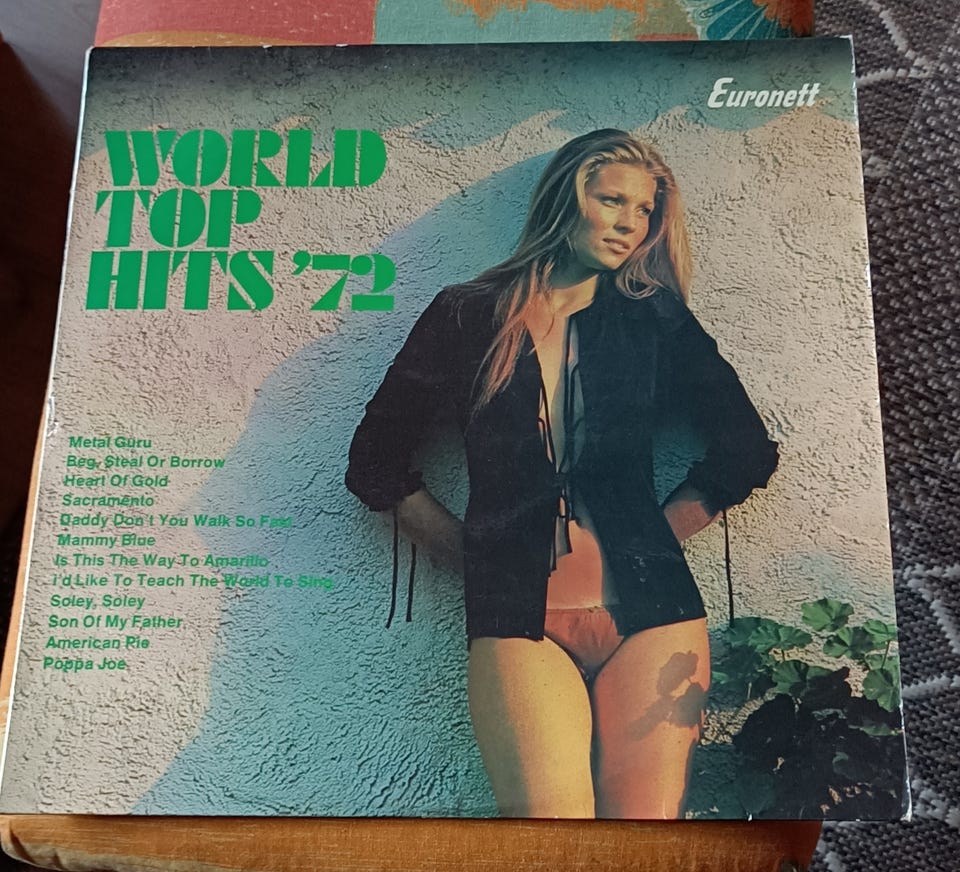 Euronett
WORLD
TOP
HITS '72
Metal Guru
Beg, Steal Or Borrow
Heart Of Gold
Sacramento
Daddy Don't You Walk So Fast
Mammy Blue
Is This The Way To Amarillo
I'd Like To Teach The World To Sing
Soley, Soley
Son Of My Father
American Pie
Poppa Joe